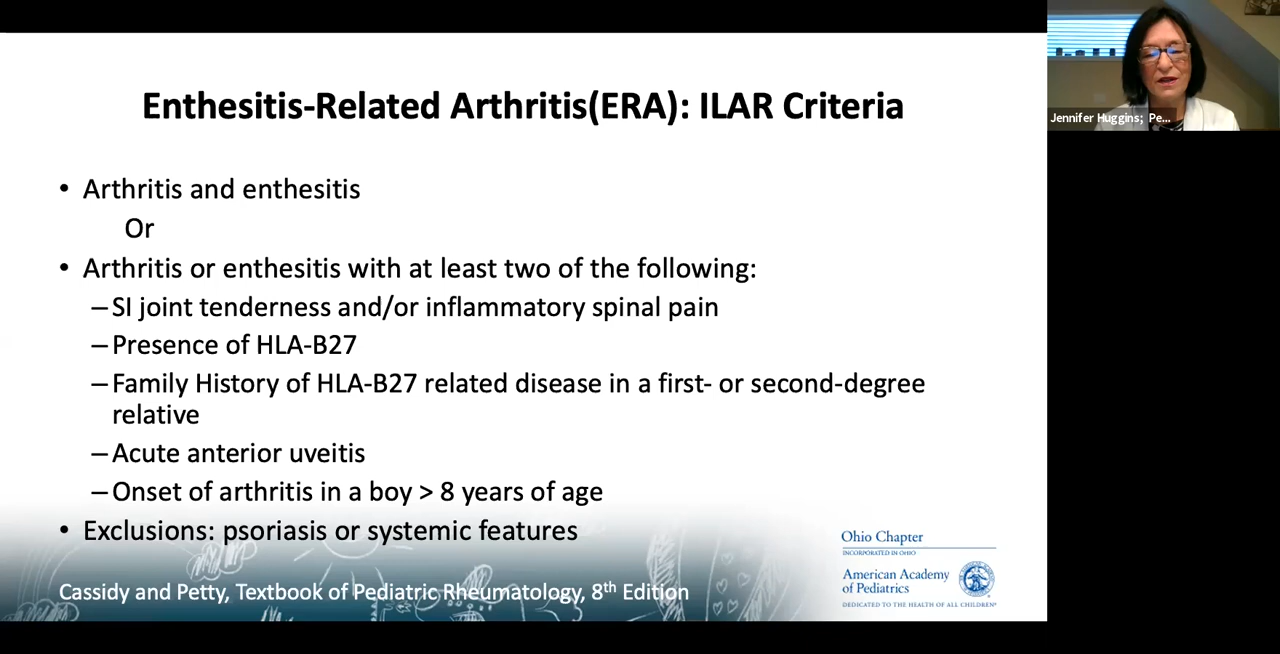 Enthesitis-Related Arthritis(ERA): ILAR Criteria
Jennifer Huggins; Pe...
• Arthritis and enthesitis
Or
• Arthritis or enthesitis with at least two of the following:
– SI joint tenderness and/or inflammatory spinal pain
– Presence of HLA-B27
– Family History of HLA-B27 related disease in a first- or second-degree
relative
– Acute anterior uveitis
– Onset of arthritis in a boy > 8 years of age
• Exclusions: psoriasis or systemic features
Cassidy and Petty, Textbook of Pediatric Rheumatology, 8th Edition
Ohio Chapter
INCORPORATED IN OHIO
American Academy
of Pediatrics
DEDICATED TO THE HEALTH OF ALL CHILDREN®